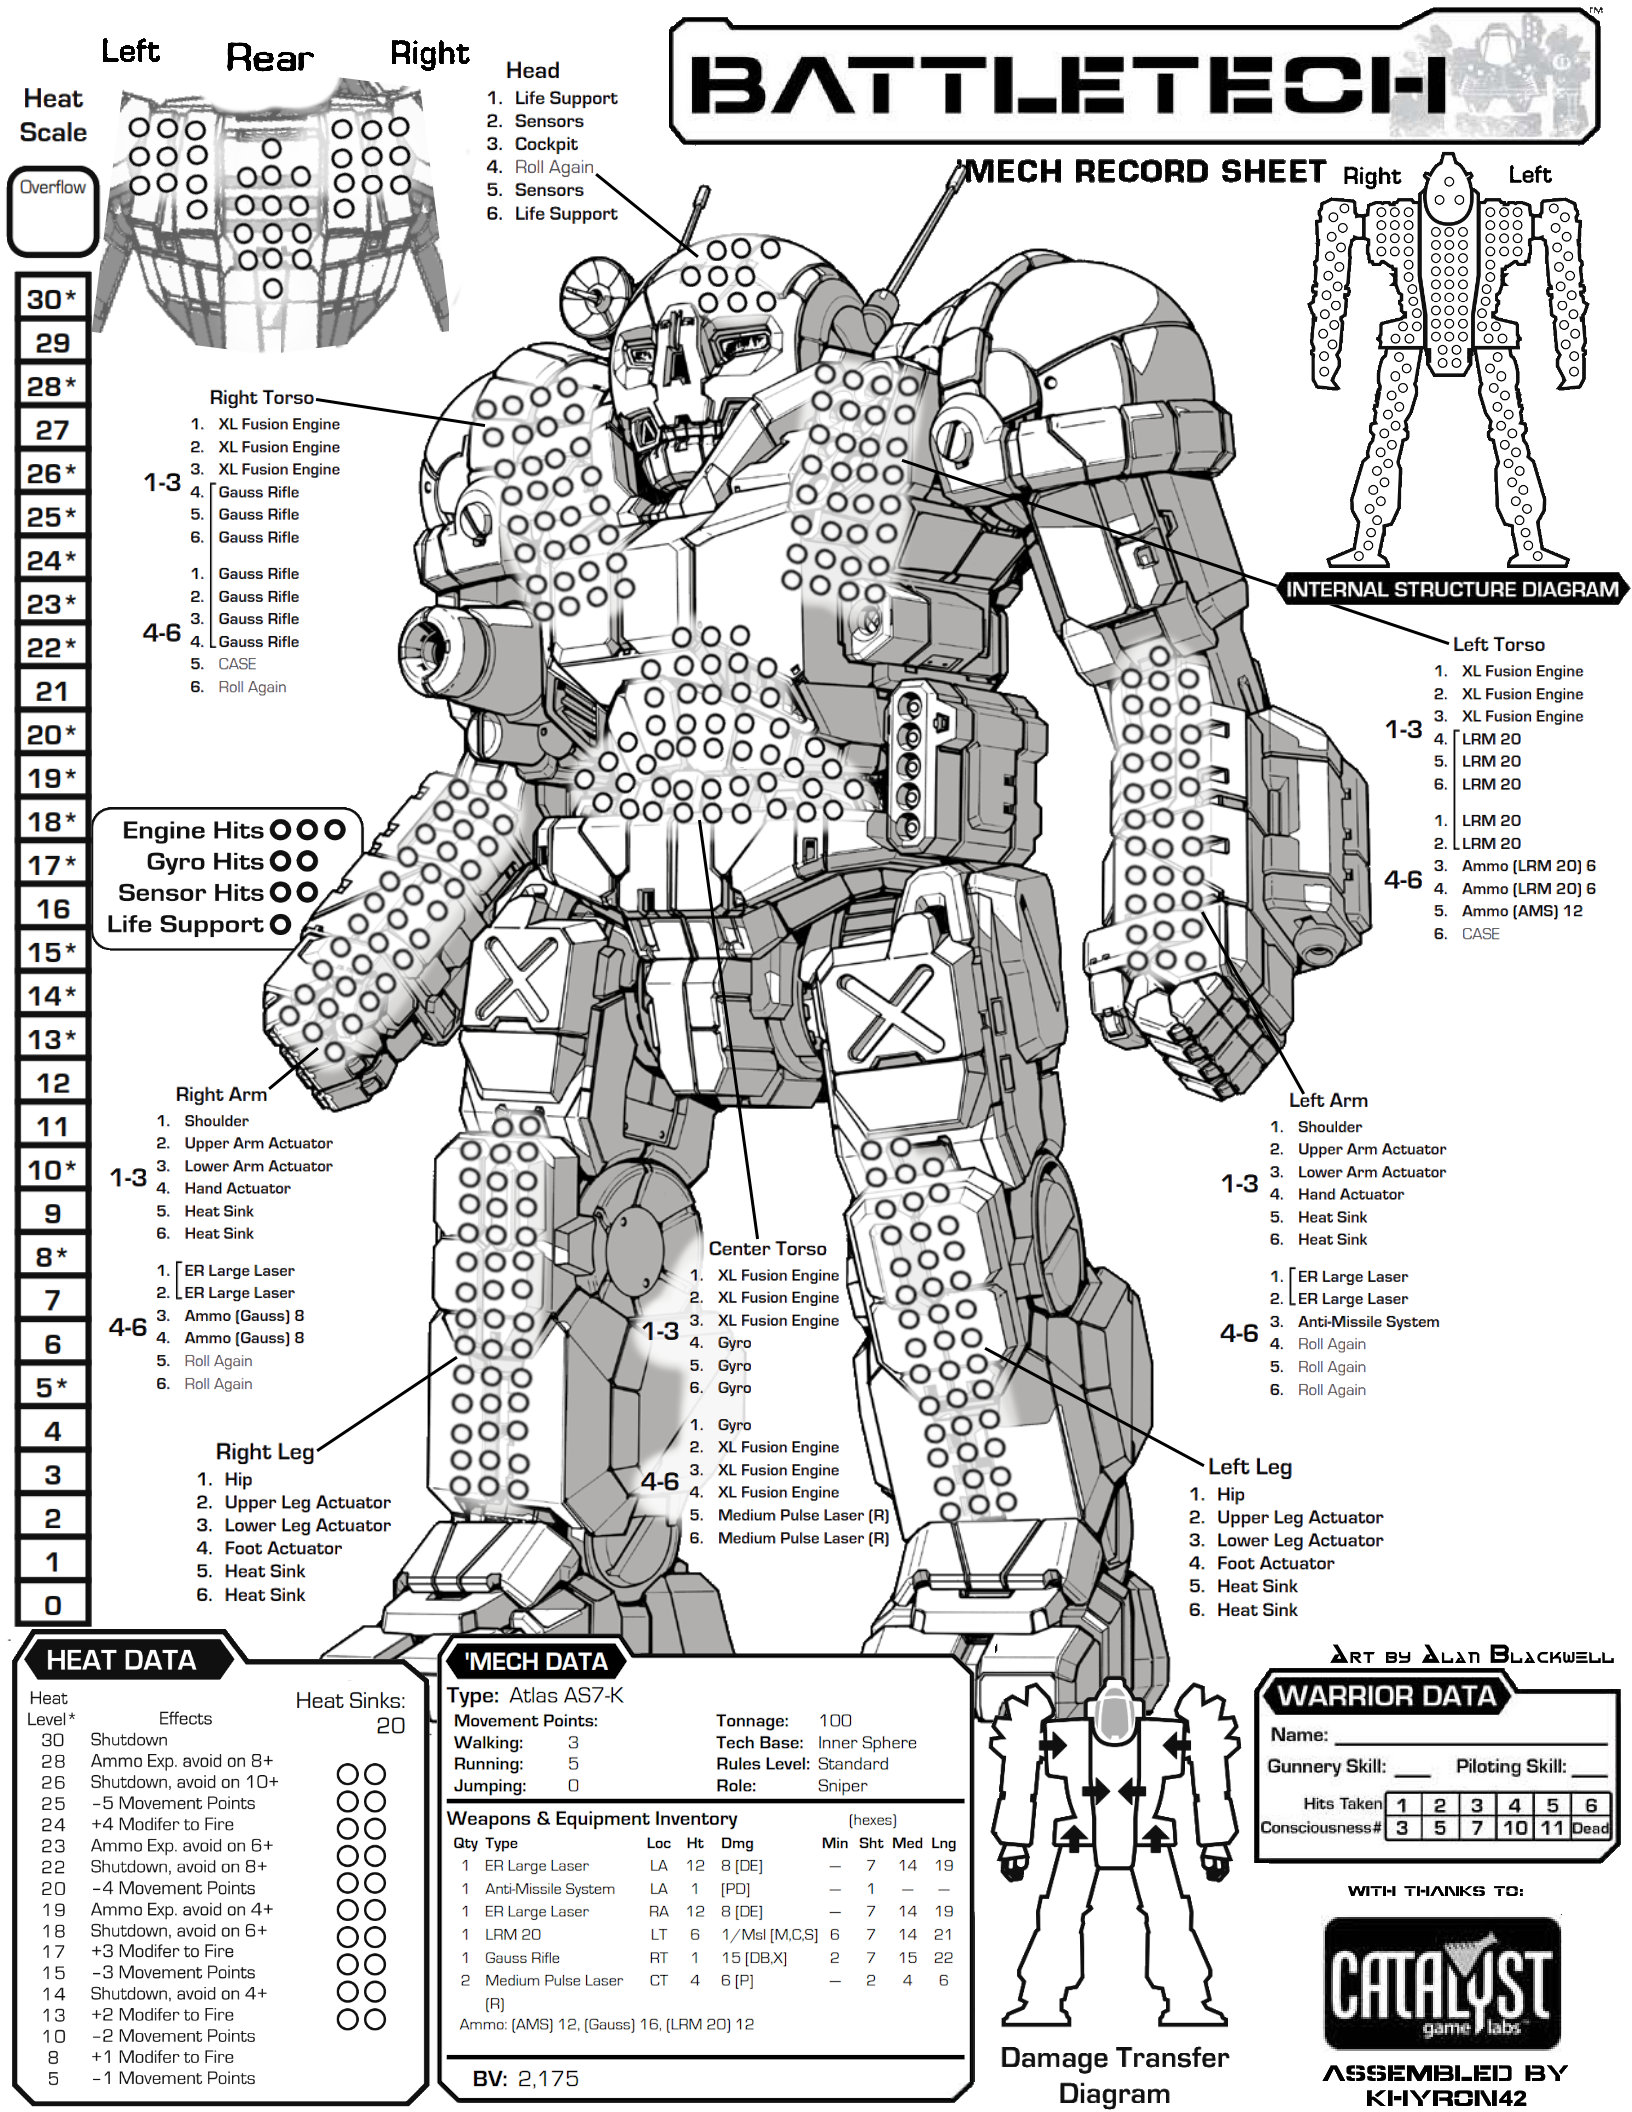 BATTLETECH
™
'MECH RECORD SHEET
Left Rear Right
Heat
Scale
Overflow
30*
29
28*
27
26*
25*
24*
23*
22*
21
20*
19*
18*
17*
16
15*
14*
13*
12
11
10*
9
8*
7
6
5*
4
3
2
1
0
Head
1. Life Support
2. Sensors
3. Cockpit
4. Roll Again
5. Sensors
6. Life Support
Right Left
INTERNAL STRUCTURE DIAGRAM
Right Torso
1-3
1. XL Fusion Engine
2. XL Fusion Engine
3. XL Fusion Engine
4. Gauss Rifle
5. Gauss Rifle
6. Gauss Rifle
4-6
1. Gauss Rifle
2. Gauss Rifle
3. Gauss Rifle
4. Gauss Rifle
5. CASE
6. Roll Again
Left Torso
1-3
1. XL Fusion Engine
2. XL Fusion Engine
3. XL Fusion Engine
4. LRM 20
5. LRM 20
6. LRM 20
4-6
1. LRM 20
2. LRM 20
3. Ammo (LRM 20) 6
4. Ammo (LRM 20) 6
5. Ammo (AMS) 12
6. CASE
Engine Hits
Gyro Hits
Sensor Hits
Life Support
Right Arm
1-3
1. Shoulder
2. Upper Arm Actuator
3. Lower Arm Actuator
4. Hand Actuator
5. Heat Sink
6. Heat Sink
4-6
1. ER Large Laser
2. ER Large Laser
3. Ammo (Gauss) 8
4. Ammo (Gauss) 8
5. Roll Again
6. Roll Again
Left Arm
1-3
1. Shoulder
2. Upper Arm Actuator
3. Lower Arm Actuator
4. Hand Actuator
5. Heat Sink
6. Heat Sink
4-6
1. ER Large Laser
2. ER Large Laser
3. Anti-Missile System
4. Roll Again
5. Roll Again
6. Roll Again
Center Torso
1-3
1. XL Fusion Engine
2. XL Fusion Engine
3. XL Fusion Engine
4. Gyro
5. Gyro
6. Gyro
4-6
1. Gyro
2. XL Fusion Engine
3. XL Fusion Engine
4. XL Fusion Engine
5. Medium Pulse Laser (R)
6. Medium Pulse Laser (R)
Right Leg
1. Hip
2. Upper Leg Actuator
3. Lower Leg Actuator
4. Foot Actuator
5. Heat Sink
6. Heat Sink
Left Leg
1. Hip
2. Upper Leg Actuator
3. Lower Leg Actuator
4. Foot Actuator
5. Heat Sink
6. Heat Sink
HEAT DATA
Heat Level* Effects
Heat Sinks:
20
30 Shutdown
28 Ammo Exp. avoid on 8+
26 Shutdown, avoid on 10+
25 –5 Movement Points
24 +4 Modifer to Fire
23 Ammo Exp. avoid on 6+
22 Shutdown, avoid on 8+
20 –4 Movement Points
19 Ammo Exp. avoid on 4+
18 Shutdown, avoid on 6+
17 +3 Modifer to Fire
15 –3 Movement Points
14 Shutdown, avoid on 4+
13 +2 Modifer to Fire
10 –2 Movement Points
8 +1 Modifer to Fire
5 –1 Movement Points
'MECH DATA
Type: Atlas AS7-K
Movement Points: Tonnage: 100
Walking: 3 Tech Base: Inner Sphere
Running: 5 Rules Level: Standard
Jumping: 0 Role: Sniper
Weapons & Equipment Inventory (hexes)
Qty Type Loc Ht Dmg Min Sht Med Lng
1 ER Large Laser LA 12 8 [DE] — 7 14 19
1 Anti-Missile System LA 1 [PD] — 1 — —
1 ER Large Laser RA 12 8 [DE] — 7 14 19
1 LRM 20 LT 6 1/Msl [M,C,S] 6 7 14 21
1 Gauss Rifle RT 1 15 [DB,X] 2 7 15 22
2 Medium Pulse Laser CT 4 6 [P] — 2 4 6
(R)
Ammo: (AMS) 12, (Gauss) 16, (LRM 20) 12
BV: 2,175
Damage Transfer
Diagram
Art by Alan Blackwell
WARRIOR DATA
Name:
Gunnery Skill: Piloting Skill:
Hits Taken 1 2 3 4 5 6
Consciousness# 3 5 7 10 11 Dead
WITH THANKS TO:
CATALYST
game labs
ASSEMBLED BY
KHYRON42